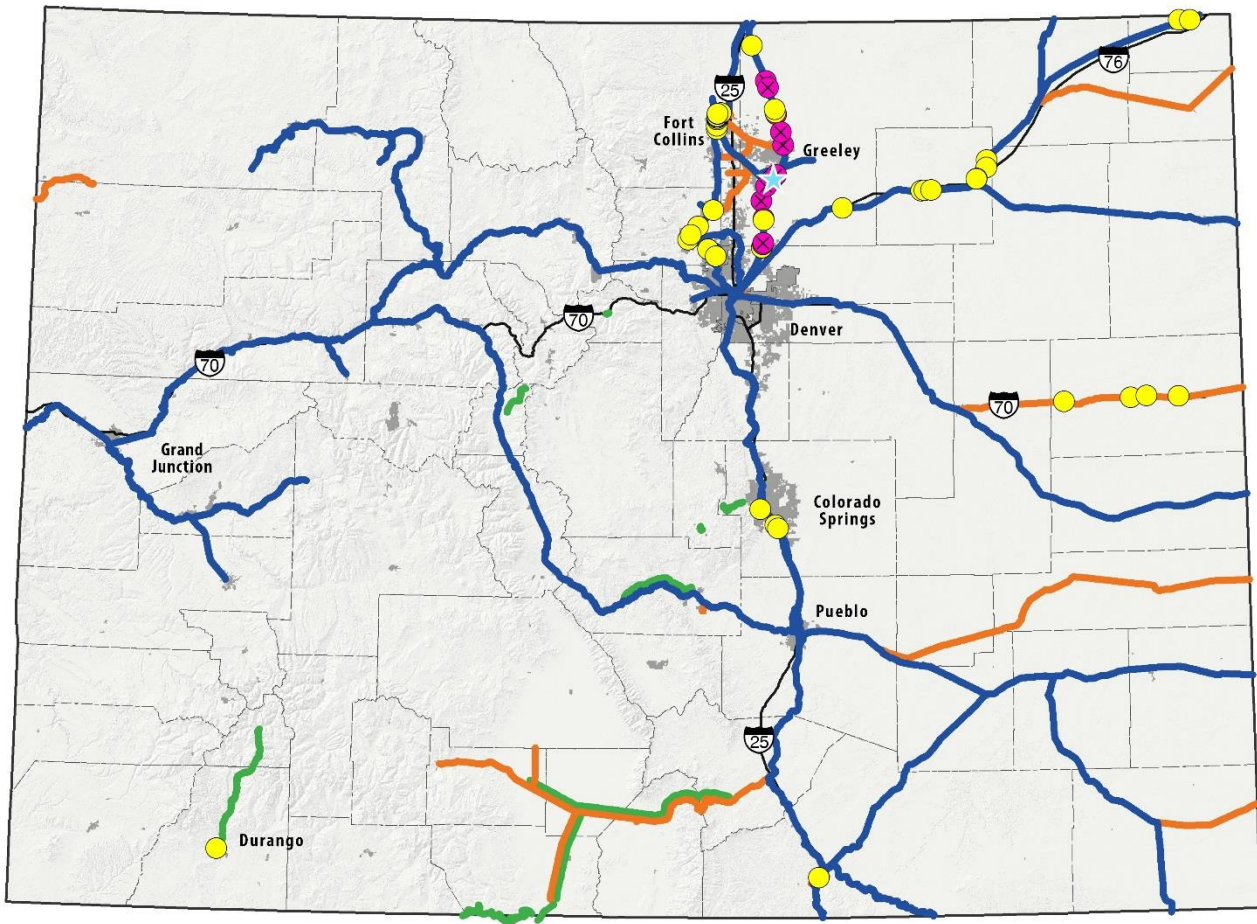 76
25
Fort
Collins
Greeley
70
Denver
70
70
Grand
Junction
Colorado
Springs
Pueblo
25
Durango